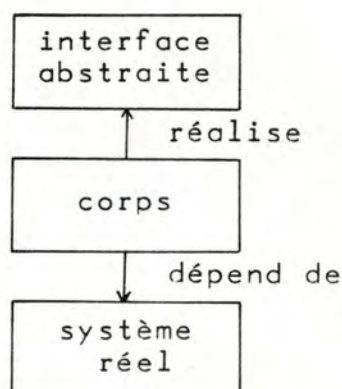 interface
abstraite
réalise
corps
dépend de
système
réel